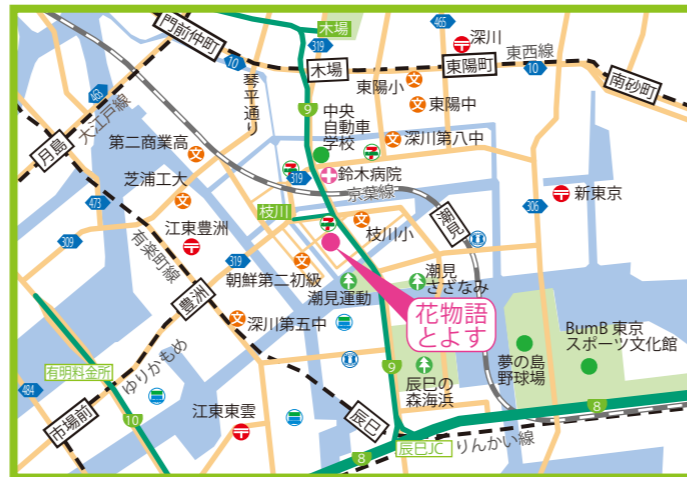 門前仲町
木場
465
深川
319
東西線
10
木場
東陽町
10
南砂町
東陽小
463
大江戸線
琴平通り
9
東陽中
中央
自動車
学校
月島
第二商業高
深川第八中
319
鈴木病院
芝浦工大
京葉線
新東京
473
枝川
306
潮見
江東豊洲
枝川小
309
有楽町線
319
朝鮮第二初級
潮見運動
潮見
さざなみ
豊洲
花物語
とよす
深川第五中
BumB 東京
スポーツ文化館
夢の島
野球場
有明料金所
ゆりかもめ
9
辰巳の
森海浜
484
市場前
10
江東東雲
辰巳
8
辰巳JC
りんかい線
8